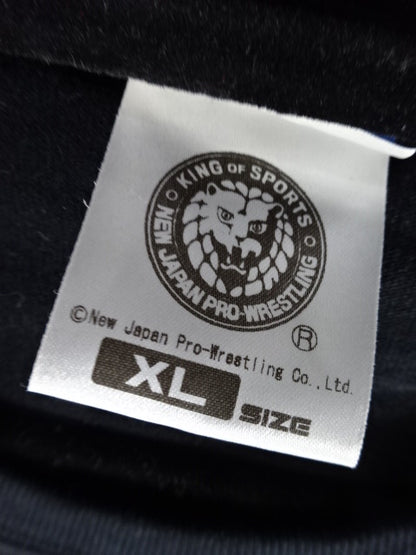 KING OF SPORTS
NEW JAPAN PRO-WRESTLING
®
©New Japan Pro-Wrestling Co.,Ltd.
XL SIZE